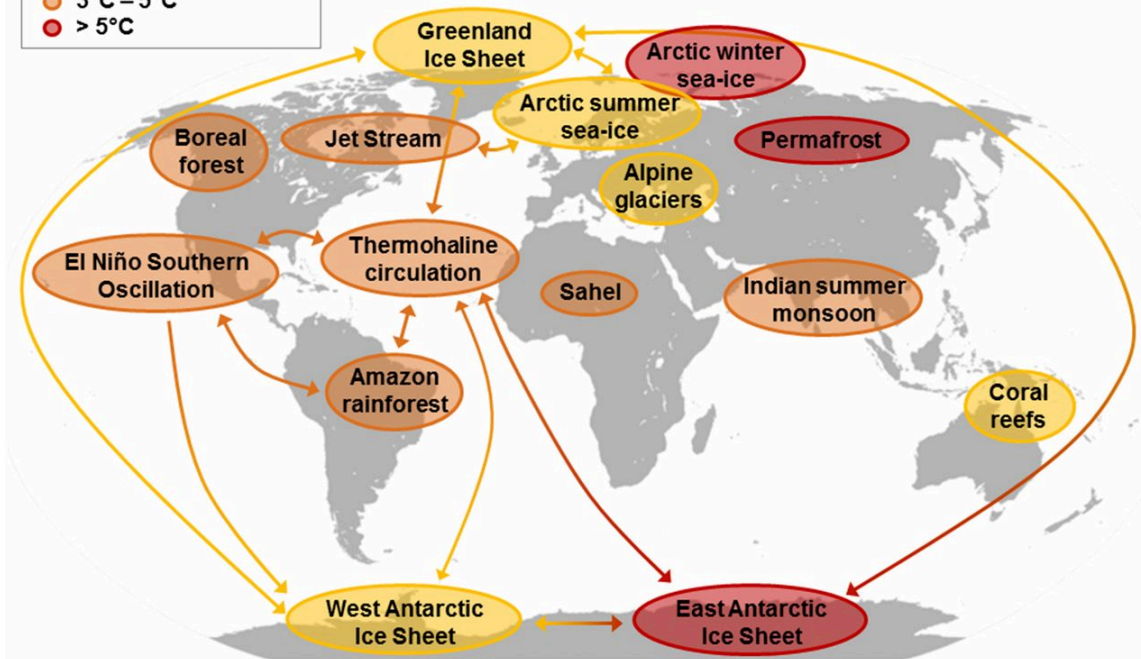 3°C – 5°C
> 5°C
Greenland
Ice Sheet
Arctic winter
sea-ice
Arctic summer
sea-ice
Boreal
forest
Jet Stream
Permafrost
Alpine
glaciers
Thermohaline
circulation
El Niño Southern
Oscillation
Sahel
Indian summer
monsoon
Amazon
rainforest
Coral
reefs
West Antarctic
Ice Sheet
East Antarctic
Ice Sheet